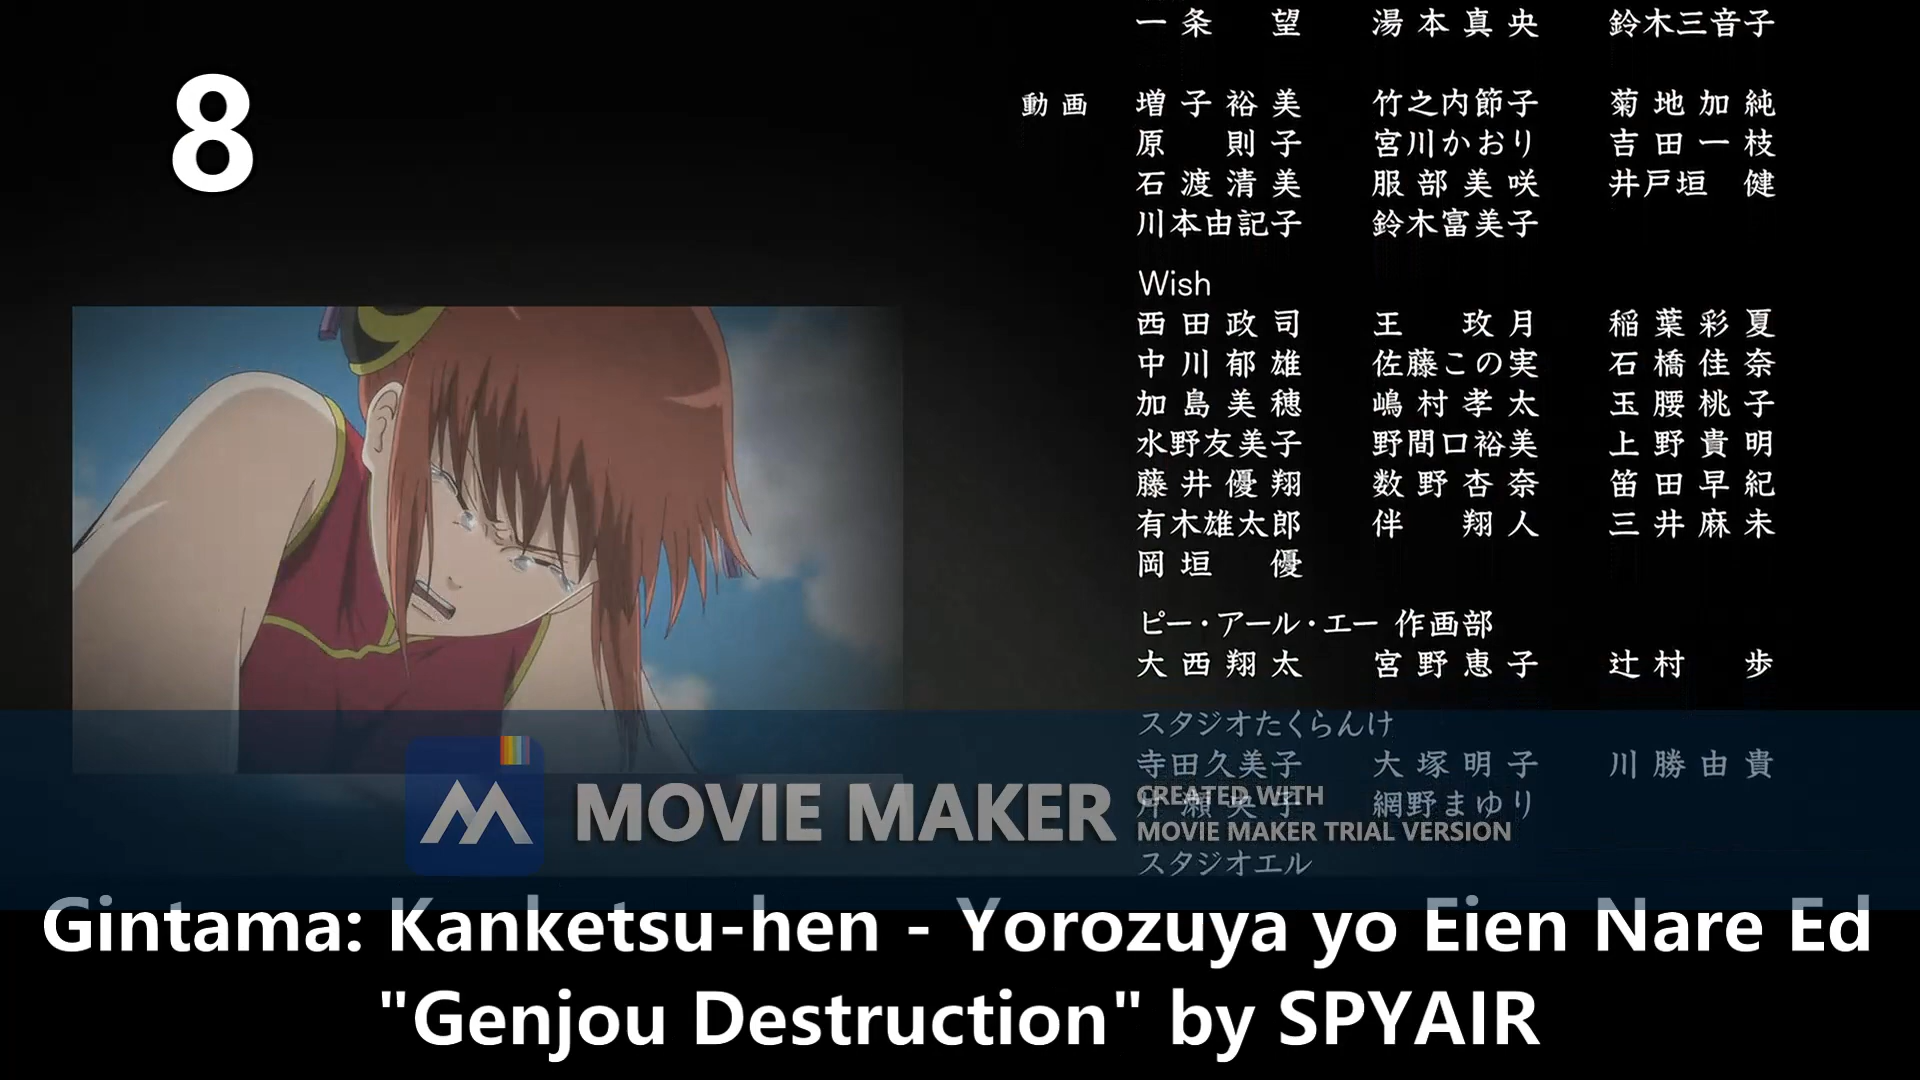 8
一条 望 湯本真央 鈴木三音子
動画 増子裕美 竹之内節子 菊地加純
原 則子 宮川かおり 吉田一枝
石渡清美 服部美咲 井戸垣 健
川本由記子 鈴木富美子
Wish
西田政司 王 玫月 稲葉彩夏
中川郁雄 佐藤この実 石橋佳奈
加島美穂 嶋村孝太 玉腰桃子
水野友美子 野間口裕美 上野貴明
藤井優翔 数野杏奈 笛田早紀
有木雄太郎 伴 翔人 三井麻未
岡垣 優
ピー・アール・エー 作画部
大西翔太 宮野恵子 辻村 歩
スタジオたくらんけ
寺田久美子 大塚明子 川勝由貴
片瀬央子 網野まゆり
スタジオエル
MOVIE MAKER
CREATED WITH
MOVIE MAKER TRIAL VERSION
Gintama: Kanketsu-hen - Yorozuya yo Eien Nare Ed
"Genjou Destruction" by SPYAIR